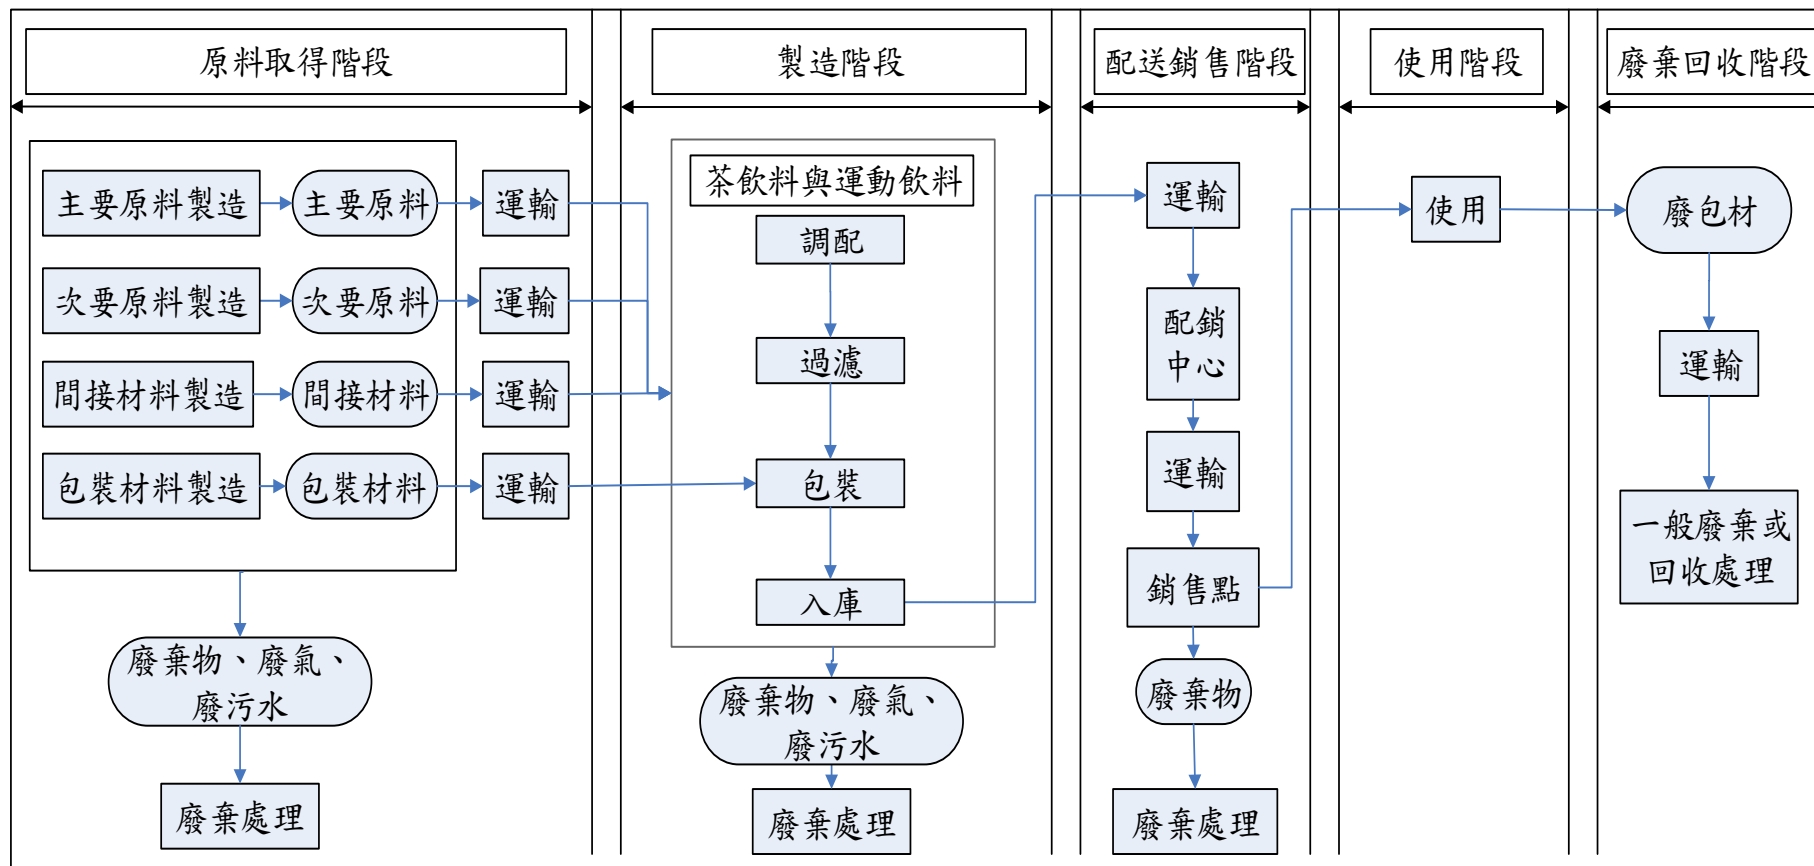 原料取得階段
製造階段
配送銷售階段
使用階段
廢棄回收階段
主要原料製造
主要原料
運輸
次要原料製造
次要原料
運輸
間接材料製造
間接材料
運輸
包裝材料製造
包裝材料
運輸
廢棄物、廢氣、
廢污水
廢棄處理
茶飲料與運動飲料
調配
過濾
包裝
入庫
廢棄物、廢氣、
廢污水
廢棄處理
運輸
配銷
中心
運輸
銷售點
廢棄物
廢棄處理
使用
廢包材
運輸
一般廢棄或
回收處理